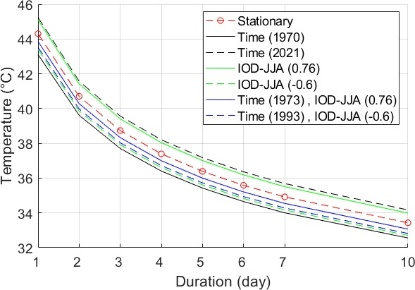 46
44
42
40
38
36
34
32
Temperature (°C)
Stationary
Time (1970)
Time (2021)
IOD-JJA (0.76)
IOD-JJA (-0.6)
Time (1973) , IOD-JJA (0.76)
Time (1993) , IOD-JJA (-0.6)
1 2 3 4 5 6 7 10
Duration (day)